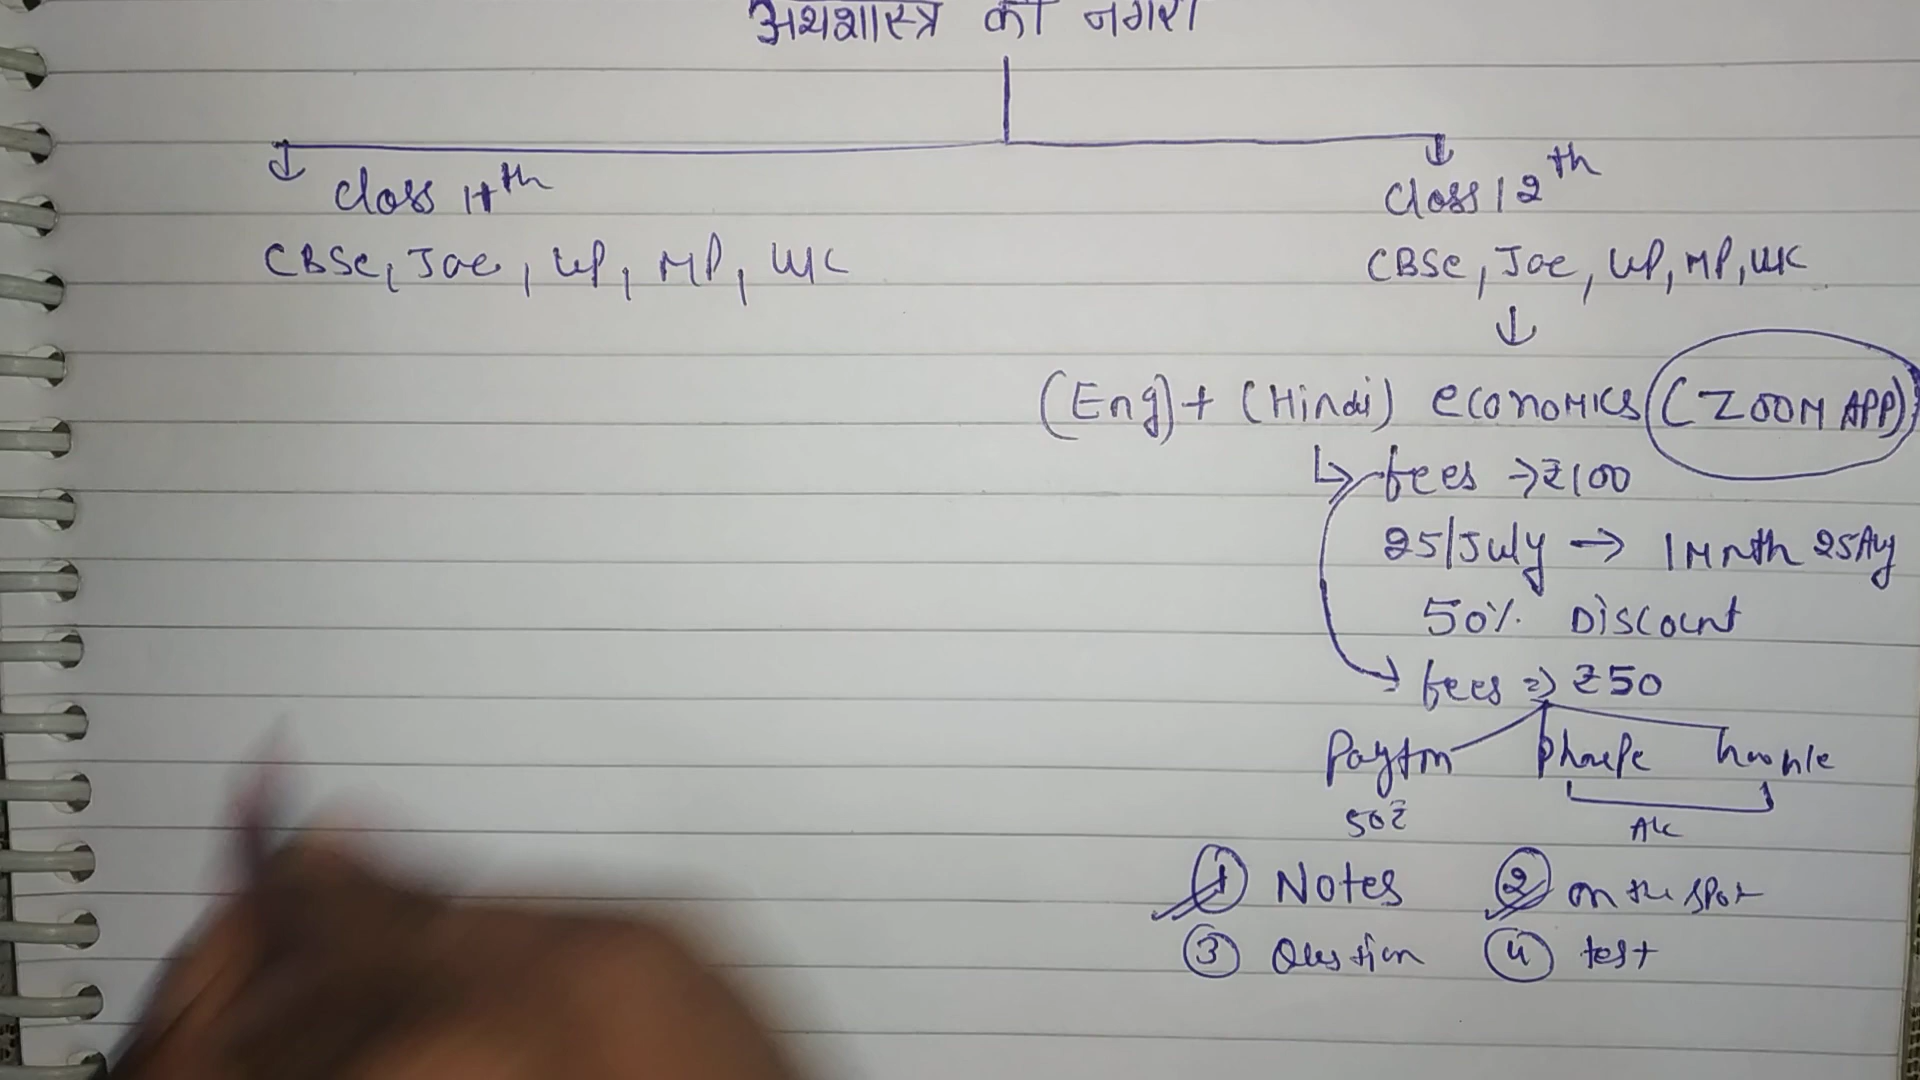 अर्थशास्त्र की नगरी
Class 11th
CBSE, Jac, UP, MP, UK
Class 12th
CBSE, Jac, UP, MP, UK
(Eng) + (Hindi) economics (ZOOM APP)
fees → ₹100
25/July → 1 Month 25 Aug
50% Discount
fees => ₹50
Paytm Phonepe
50₹
① Notes ② on the spot
③ Question ④ test